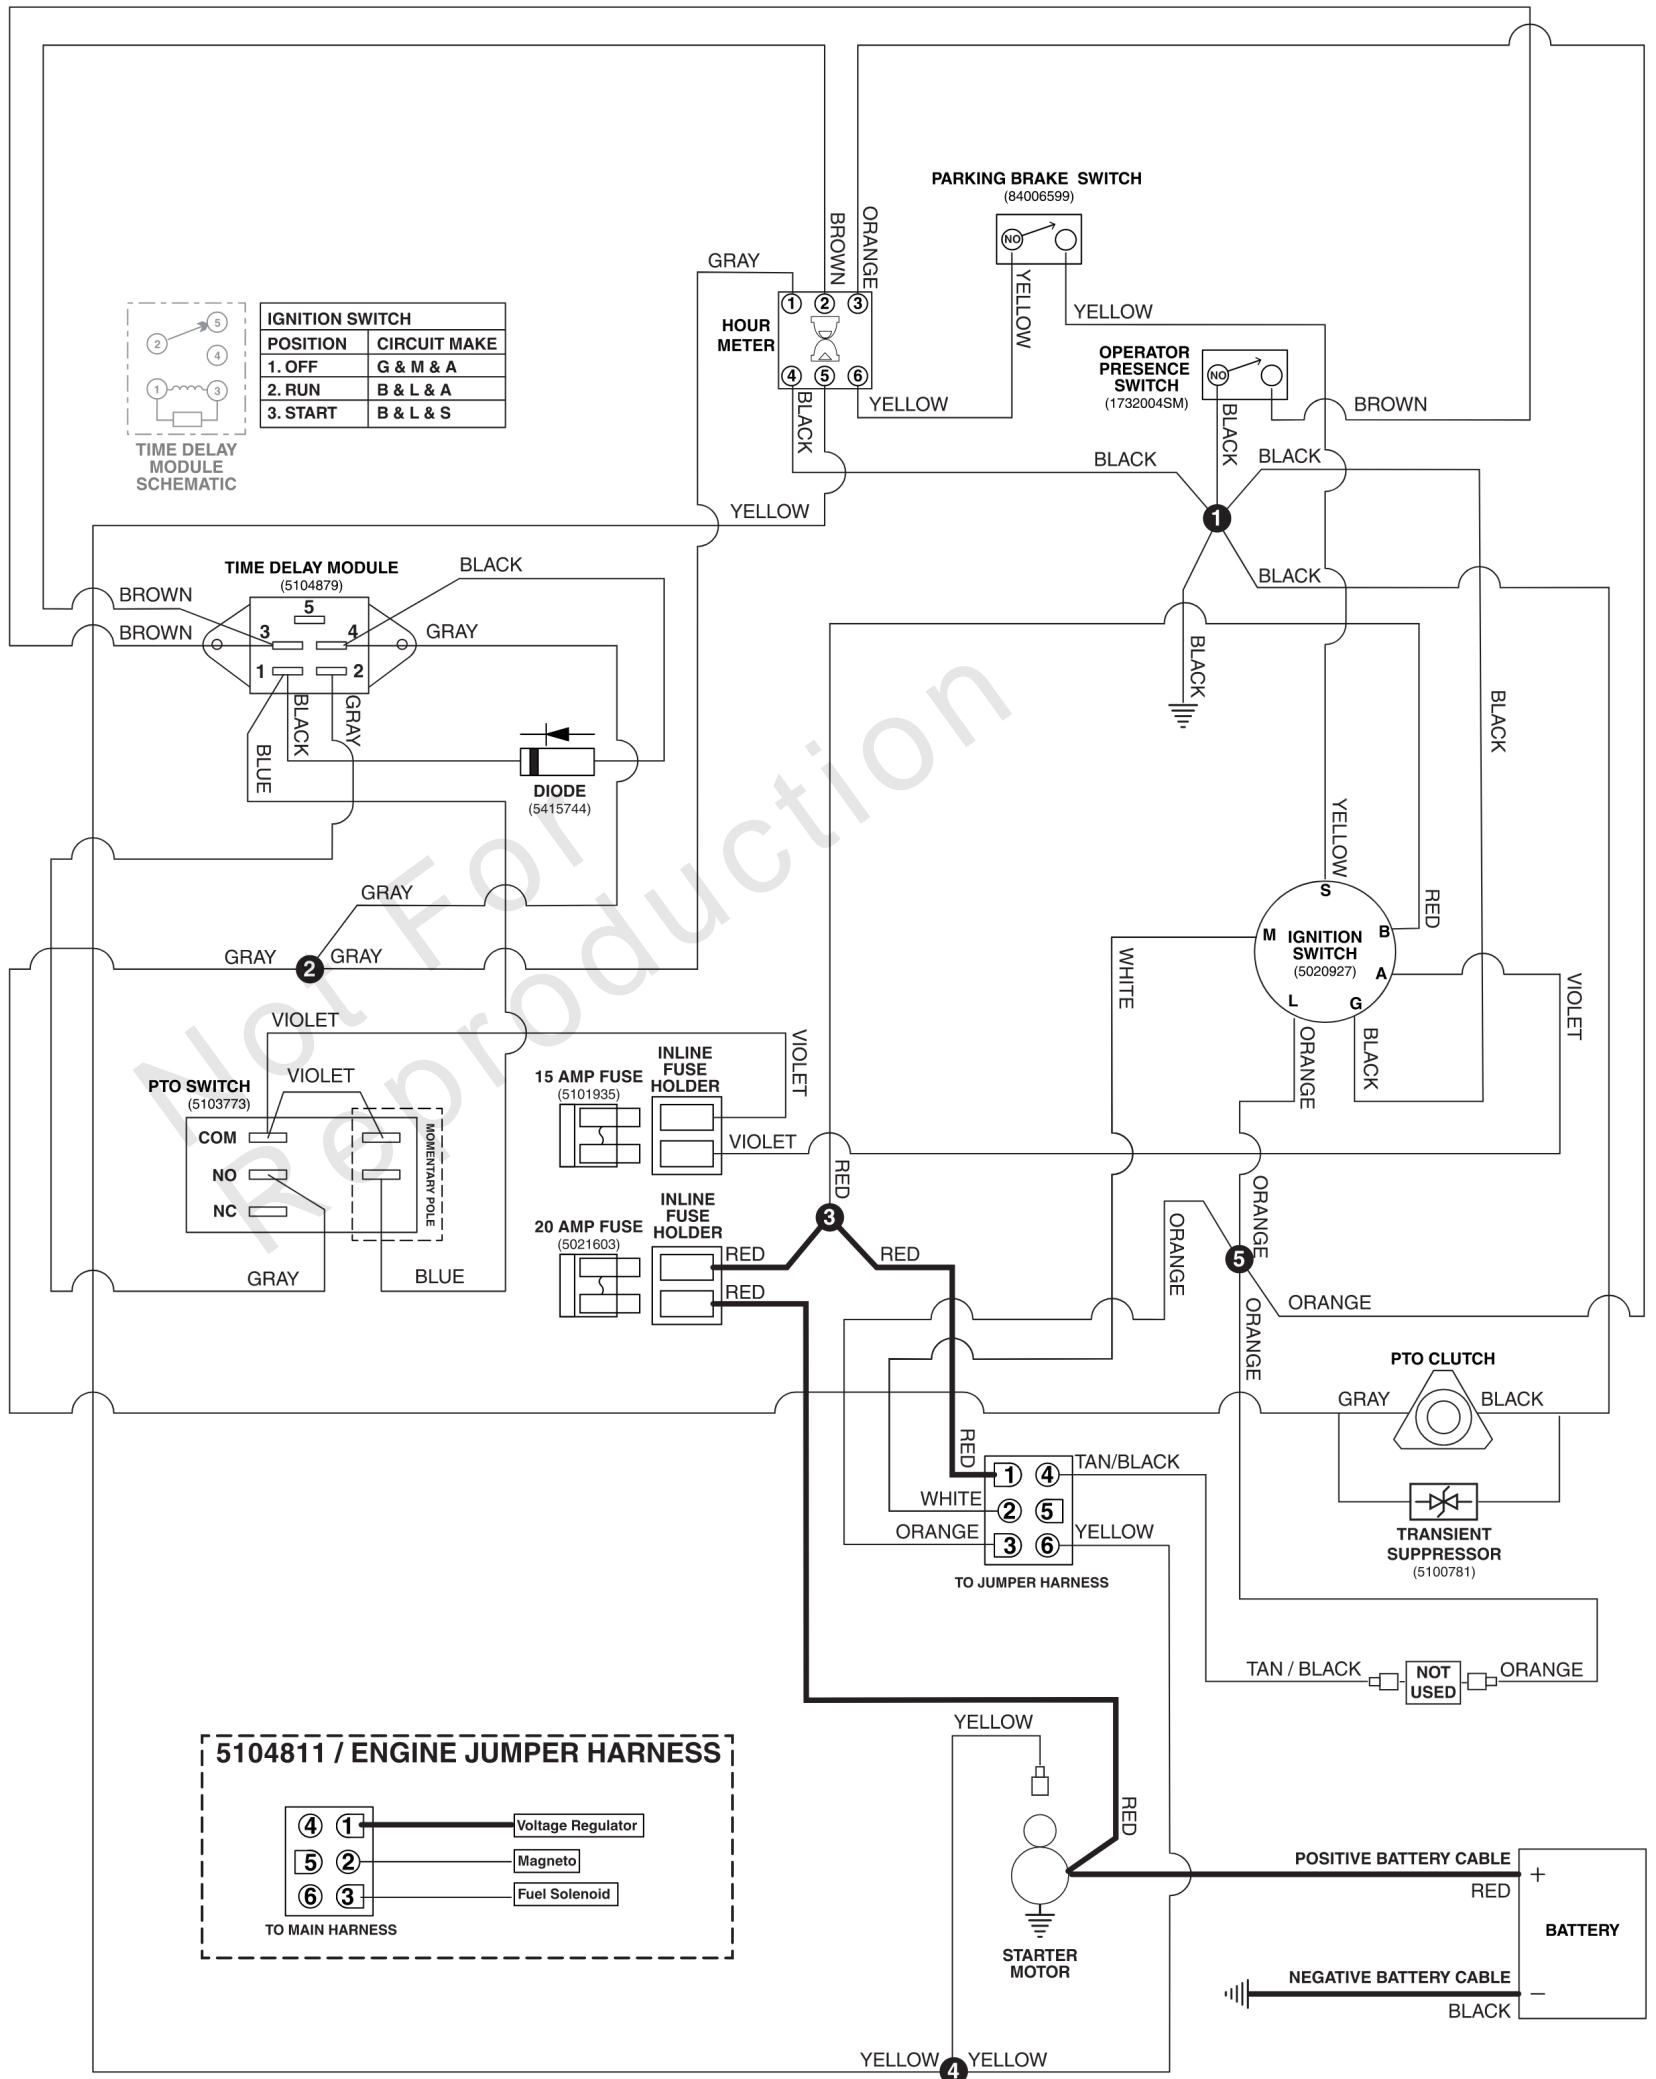 PARKING BRAKE SWITCH
(84006599)
NO
YELLOW
YELLOW
BROWN
ORANGE
GRAY
1 2 3
HOUR
METER
4 5 6
BLACK
YELLOW
YELLOW
OPERATOR
PRESENCE
SWITCH
(1732004SM)
NO
BLACK
BROWN
BLACK
BLACK
1
BLACK
BLACK
BLACK
5
2
4
1
3
TIME DELAY
MODULE
SCHEMATIC
IGNITION SWITCH
POSITION CIRCUIT MAKE
1. OFF G & M & A
2. RUN B & L & A
3. START B & L & S
TIME DELAY MODULE
(5104879)
5
3 4
1 2
BROWN
BROWN
BLACK
GRAY
BLUE
BLACK
GRAY
DIODE
(5415744)
GRAY
GRAY
2
GRAY
YELLOW
S
M
IGNITION
SWITCH
(5020927)
B
A
L
G
RED
WHITE
VIOLET
ORANGE
BLACK
VIOLET
VIOLET
VIOLET
PTO SWITCH
(5103773)
COM
NO
NC
MOMENTARY POLE
GRAY
BLUE
15 AMP FUSE
(5101935)
INLINE
FUSE
HOLDER
VIOLET
RED
3
20 AMP FUSE
(5021603)
INLINE
FUSE
HOLDER
RED
RED
RED
ORANGE
ORANGE
5
ORANGE
ORANGE
PTO CLUTCH
GRAY
BLACK
TRANSIENT
SUPPRESSOR
(5100781)
RED
WHITE
ORANGE
1 4
2 5
3 6
TAN/BLACK
YELLOW
TO JUMPER HARNESS
TAN / BLACK
NOT
USED
ORANGE
5104811 / ENGINE JUMPER HARNESS
4 1
5 2
6 3
Voltage Regulator
Magneto
Fuel Solenoid
TO MAIN HARNESS
YELLOW
RED
STARTER
MOTOR
POSITIVE BATTERY CABLE
RED
+
BATTERY
NEGATIVE BATTERY CABLE
BLACK
−
YELLOW
4
YELLOW
Not For
Reproduction